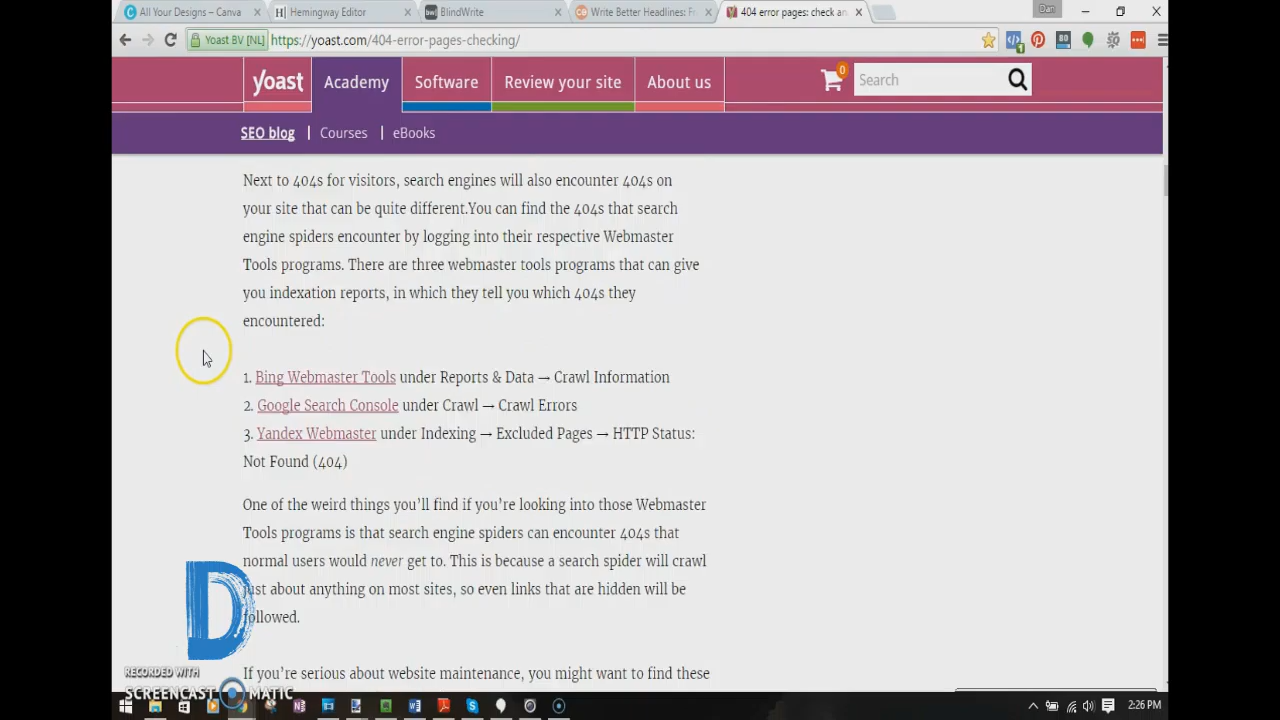 All Your Designs – Canva
Hemingway Editor
BlindWrite
Write Better Headlines: F
404 error pages: check an
Dan
Yoast BV [NL]
https://yoast.com/404-error-pages-checking/
yoast
Academy
Software
Review your site
About us
0
Search
SEO blog | Courses | eBooks
Next to 404s for visitors, search engines will also encounter 404s on
your site that can be quite different.You can find the 404s that search
engine spiders encounter by logging into their respective Webmaster
Tools programs. There are three webmaster tools programs that can give
you indexation reports, in which they tell you which 404s they
encountered:
1. Bing Webmaster Tools under Reports & Data → Crawl Information
2. Google Search Console under Crawl → Crawl Errors
3. Yandex Webmaster under Indexing → Excluded Pages → HTTP Status:
Not Found (404)
One of the weird things you’ll find if you’re looking into those Webmaster
Tools programs is that search engine spiders can encounter 404s that
normal users would never get to. This is because a search spider will crawl
just about anything on most sites, so even links that are hidden will be
followed.
If you’re serious about website maintenance, you might want to find these
D
RECORDED WITH
SCREENCAST MATIC
2:26 PM